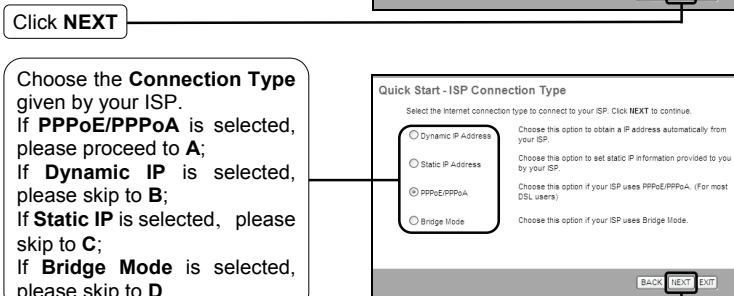 Click NEXT
Choose the Connection Type
given by your ISP.
If PPPoE/PPPoA is selected,
please proceed to A;
If Dynamic IP is selected,
please skip to B;
If Static IP is selected, please
skip to C;
If Bridge Mode is selected,
please skip to D
Quick Start - ISP Connection Type
Select the Internet connection type to connect to your ISP. Click NEXT to continue.
Dynamic IP Address
Choose this option to obtain a IP address automatically from
your ISP.
Static IP Address
Choose this option to set static IP information provided to you
by your ISP.
PPPoE/PPPoA
Choose this option if your ISP uses PPPoE/PPPoA. (For most
DSL users)
Bridge Mode
Choose this option if your ISP uses Bridge Mode.
BACK NEXT EXIT